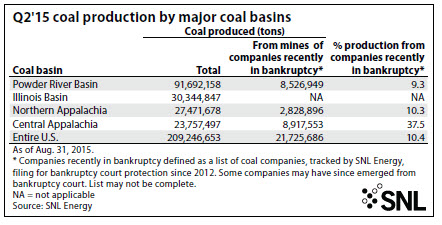 Q2'15 coal production by major coal basins
Coal produced (tons)
From mines of % production from
companies recently companies recently
Coal basin Total in bankruptcy* in bankruptcy*
Powder River Basin 91,692,158 8,526,949 9.3
Illinois Basin 30,344,847 NA NA
Northern Appalachia 27,471,678 2,828,896 10.3
Central Appalachia 23,757,497 8,917,553 37.5
Entire U.S. 209,246,653 21,725,686 10.4
As of Aug. 31, 2015.
* Companies recently in bankruptcy defined as a list of coal companies, tracked by SNL Energy,
filing for bankruptcy court protection since 2012. Some companies may have since emerged from
bankruptcy court. List may not be complete.
NA = not applicable
Source: SNL Energy
SNL